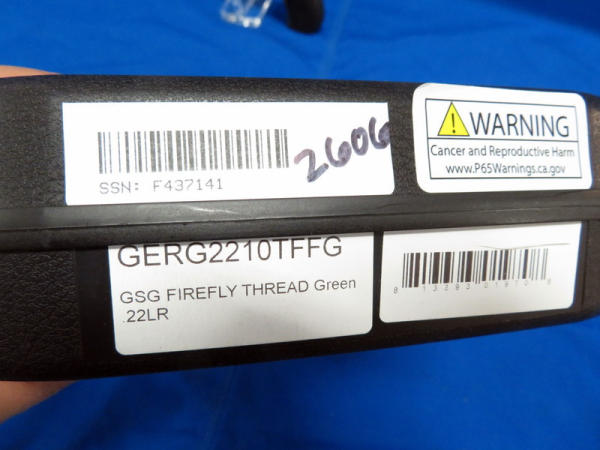 SSN: F437141
2606
WARNING
Cancer and Reproductive Harm
www.P65Warnings.ca.gov
GERG2210TFFG
GSG FIREFLY THREAD Green
.22LR